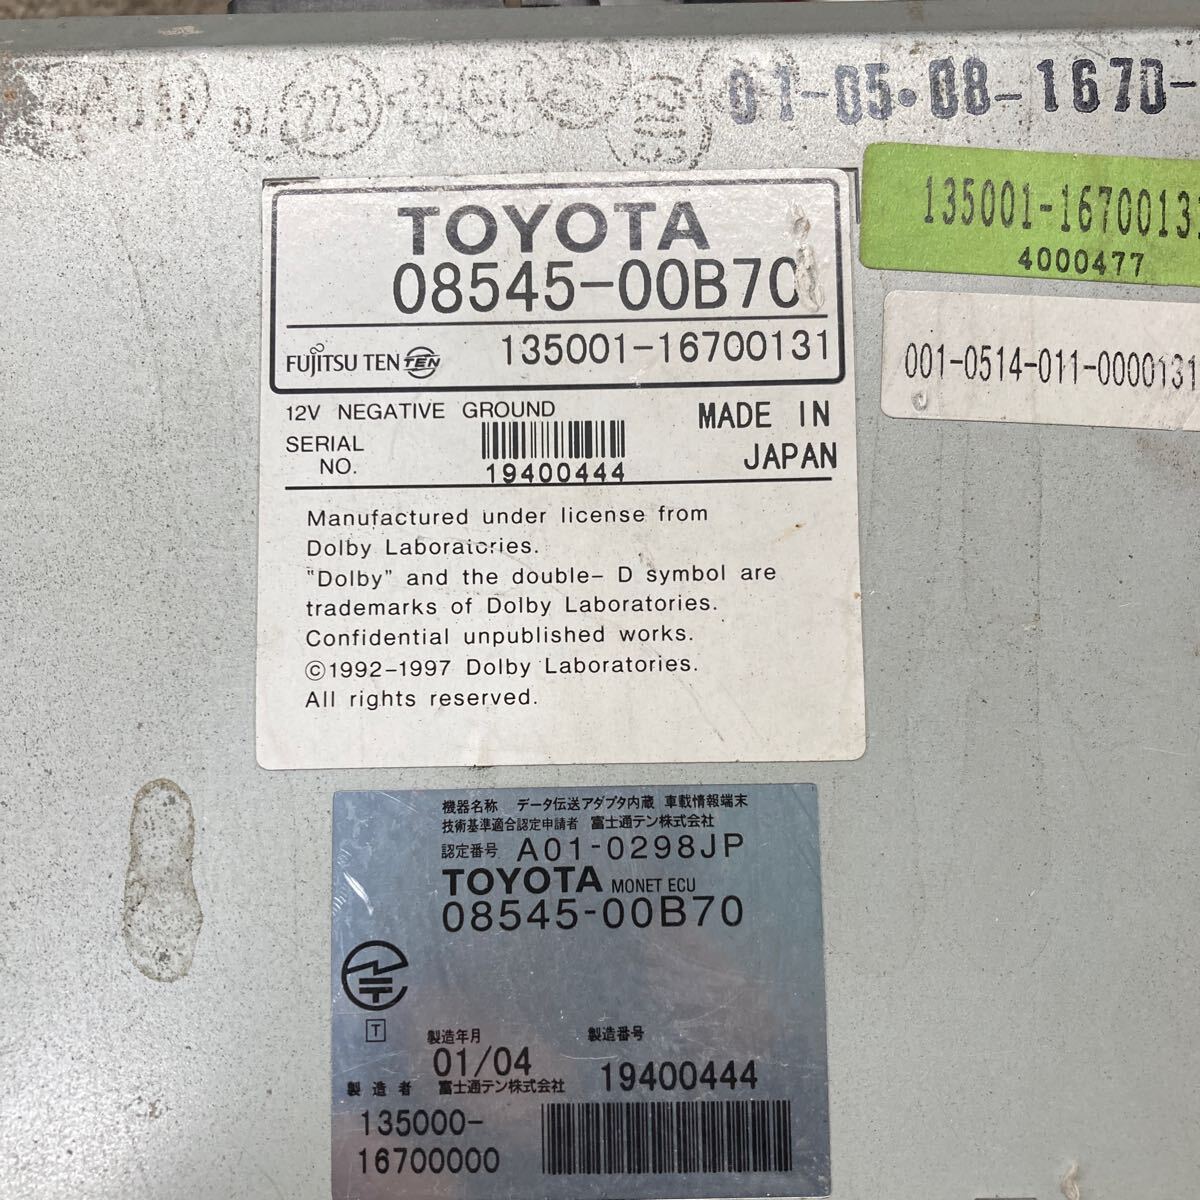 01-05・08-1670-
223
135001-16700131
4000477
001-0514-011-0000131
TOYOTA
08545-00B70
FUJITSU TEN TEN
135001-16700131
12V NEGATIVE GROUND
SERIAL NO.
19400444
MADE IN
JAPAN
Manufactured under license from
Dolby Laboratories.
"Dolby" and the double- D symbol are
trademarks of Dolby Laboratories.
Confidential unpublished works.
©1992-1997 Dolby Laboratories.
All rights reserved.
機器名称 データ伝送アダプタ内蔵 車載情報端末
技術基準適合認定申請者 富士通テン株式会社
認定番号 A01-0298JP
TOYOTA MONET ECU
08545-00B70
T
製造年月 製造番号
01/04 19400444
製造者 富士通テン株式会社
135000-
16700000